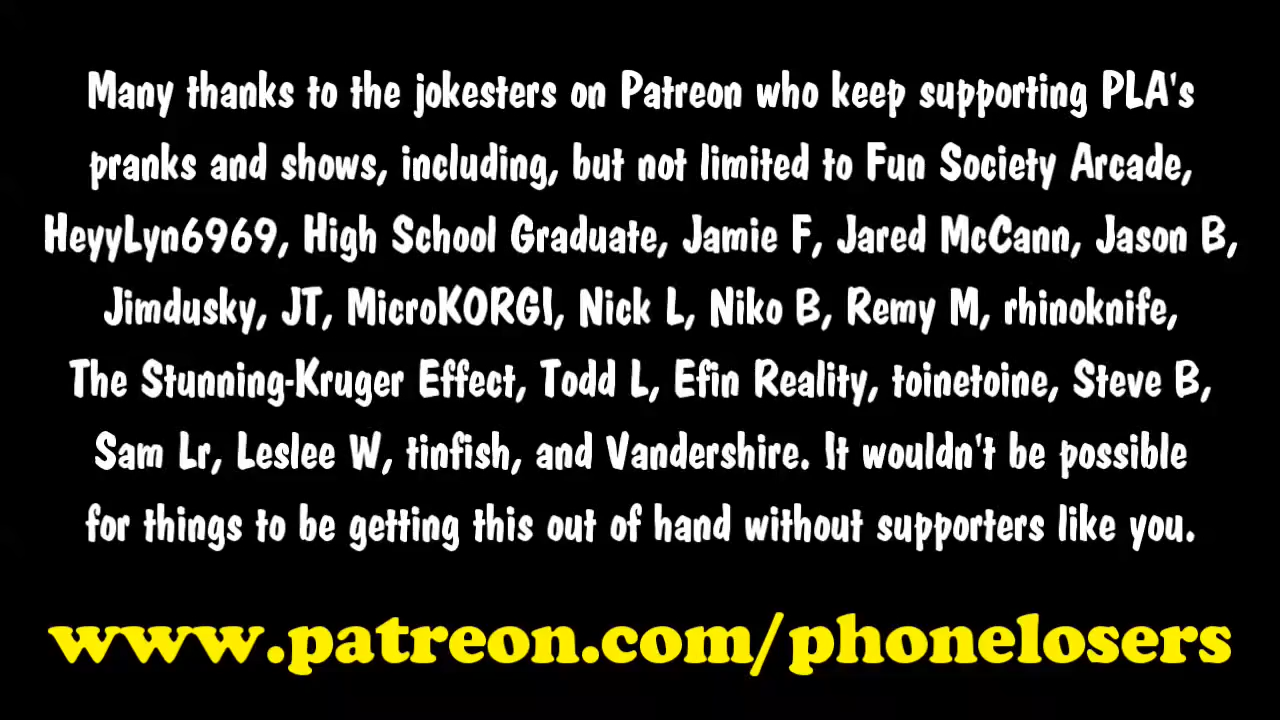 Many thanks to the jokesters on Patreon who keep supporting PLA's
pranks and shows, including, but not limited to Fun Society Arcade,
HeyyLyn6969, High School Graduate, Jamie F, Jared McCann, Jason B,
Jimdusky, JT, MicroKORG1, Nick L, Niko B, Remy M, rhinoknife,
The Stunning-Kruger Effect, Todd L, Efin Reality, toinetoine, Steve B,
Sam Lr, Leslee W, tinfish, and Vandershire. It wouldn't be possible
for things to be getting this out of hand without supporters like you.
www.patreon.com/phonelosers